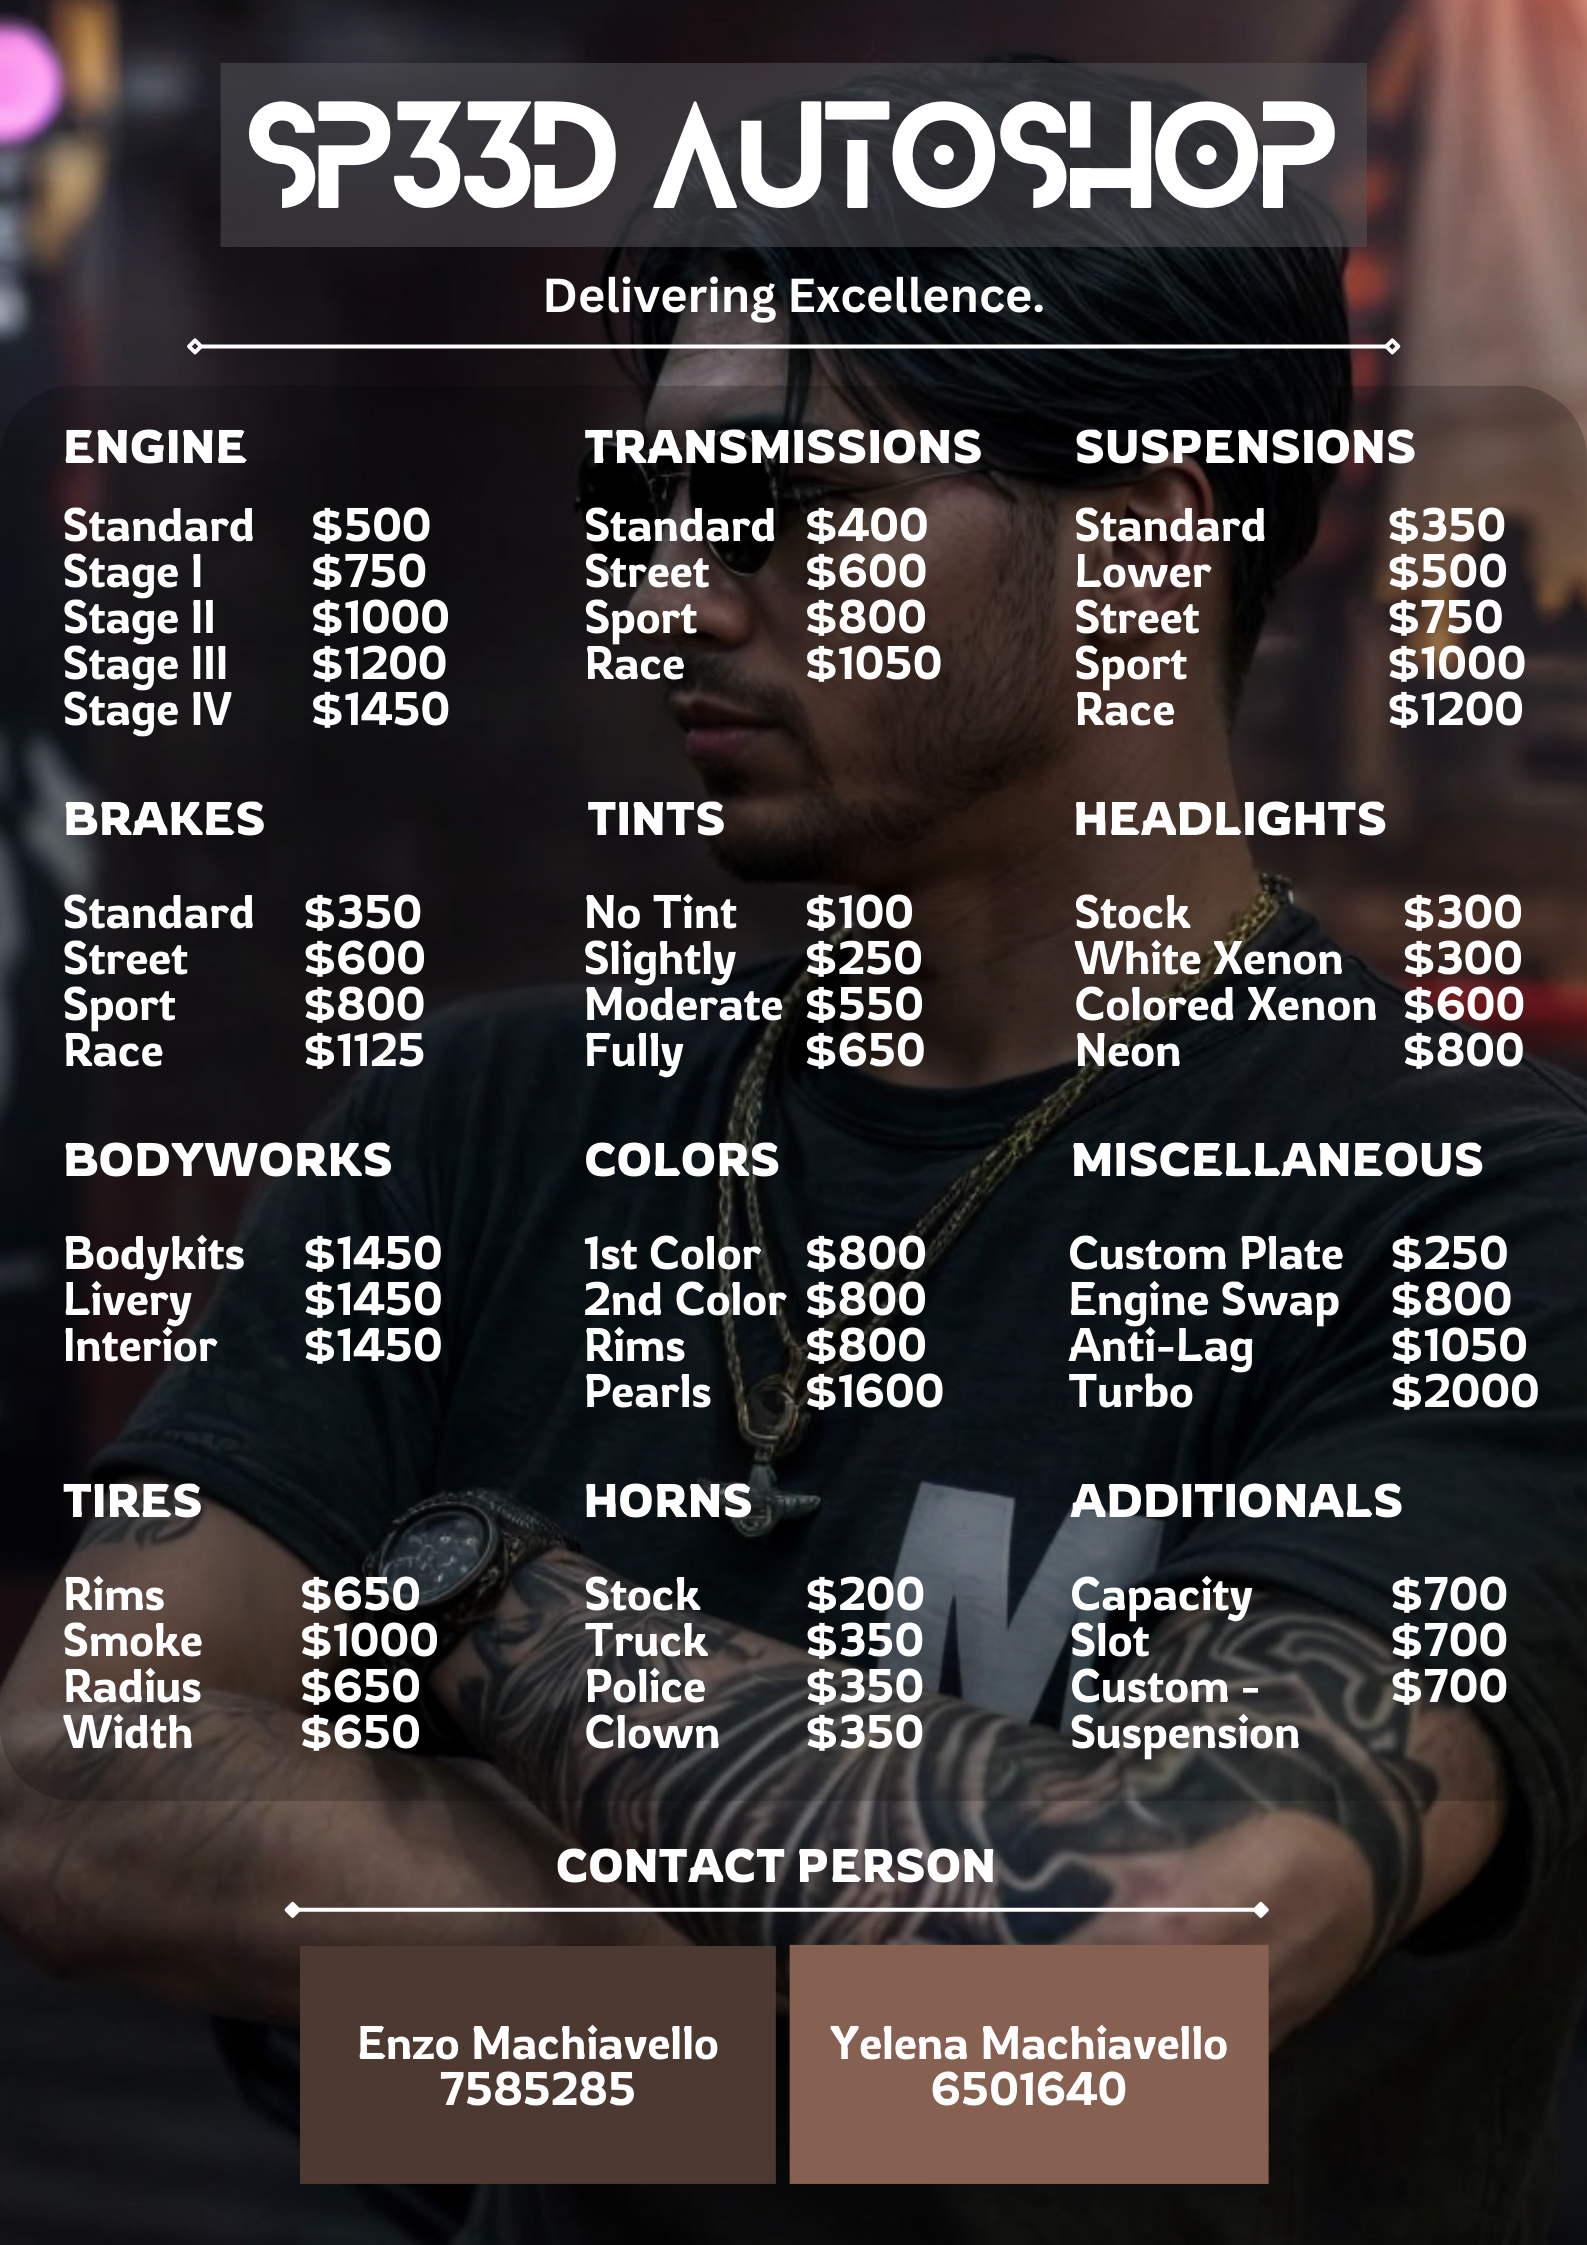 SP33D AUTOSHOP
Delivering Excellence.
ENGINE
Standard $500
Stage I $750
Stage II $1000
Stage III $1200
Stage IV $1450
TRANSMISSIONS
Standard $400
Street $600
Sport $800
Race $1050
SUSPENSIONS
Standard $350
Lower $500
Street $750
Sport $1000
Race $1200
BRAKES
Standard $350
Street $600
Sport $800
Race $1125
TINTS
No Tint $100
Slightly $250
Moderate $550
Fully $650
HEADLIGHTS
Stock $300
White Xenon $300
Colored Xenon $600
Neon $800
BODYWORKS
Bodykits $1450
Livery $1450
Interior $1450
COLORS
1st Color $800
2nd Color $800
Rims $800
Pearls $1600
MISCELLANEOUS
Custom Plate $250
Engine Swap $800
Anti-Lag $1050
Turbo $2000
TIRES
Rims $650
Smoke $1000
Radius $650
Width $650
HORNS
Stock $200
Truck $350
Police $350
Clown $350
ADDITIONALS
Capacity $700
Slot $700
Custom - $700
Suspension
M
CONTACT PERSON
Enzo Machiavello
7585285
Yelena Machiavello
6501640